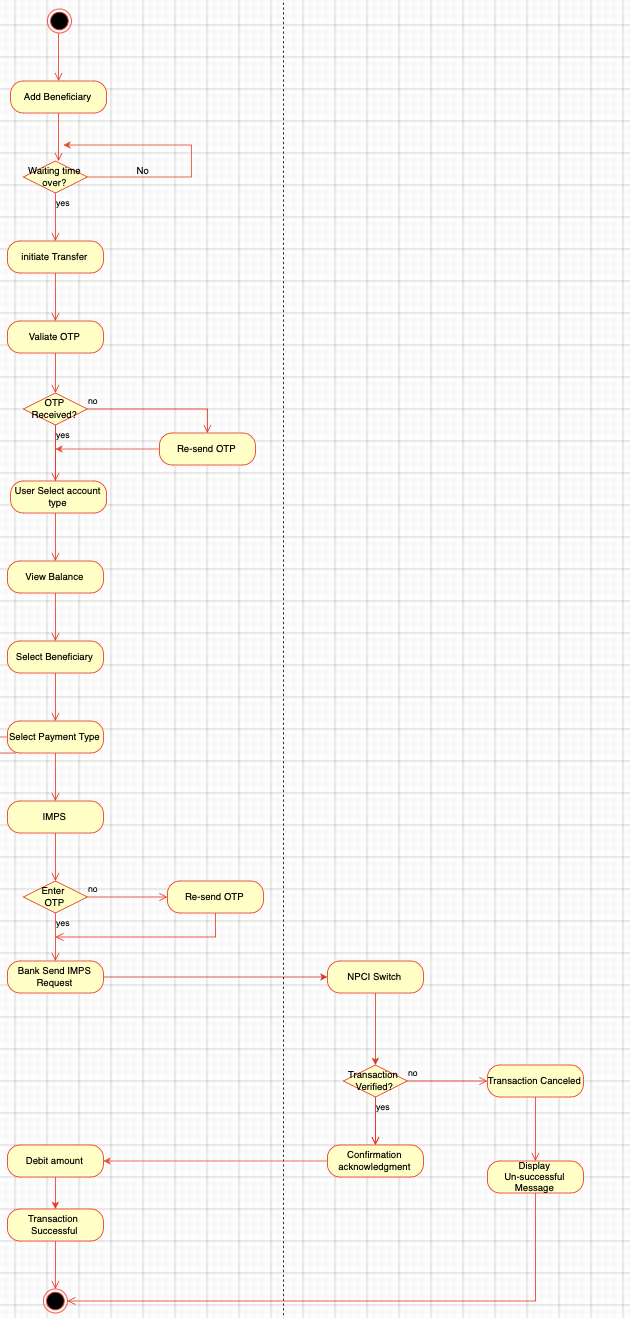 Add Beneficiary
Waiting time
over?
No
yes
initiate Transfer
Valiate OTP
OTP
Received?
no
yes
Re-send OTP
User Select account
type
View Balance
Select Beneficiary
Select Payment Type
IMPS
Enter
OTP
no
Re-send OTP
yes
Bank Send IMPS
Request
NPCI Switch
Transaction
Verified?
no
Transaction Canceled
yes
Debit amount
Confirmation
acknowledgment
Display
Un-successful
Message
Transaction
Successful